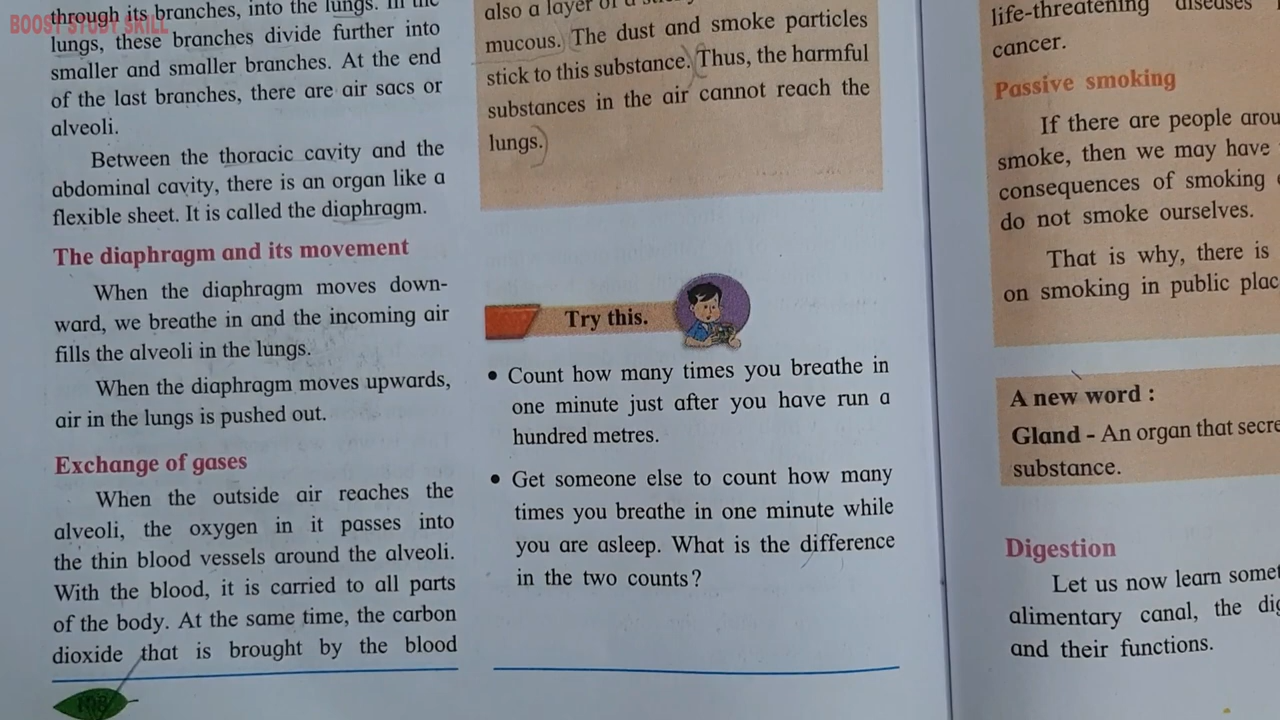 BOOST STUDY SKILL
through its branches, into the lungs. In the
lungs, these branches divide further into
smaller and smaller branches. At the end
of the last branches, there are air sacs or
alveoli.
Between the thoracic cavity and the
abdominal cavity, there is an organ like a
flexible sheet. It is called the diaphragm.
The diaphragm and its movement
When the diaphragm moves down-
ward, we breathe in and the incoming air
fills the alveoli in the lungs.
When the diaphragm moves upwards,
air in the lungs is pushed out.
Exchange of gases
When the outside air reaches the
alveoli, the oxygen in it passes into
the thin blood vessels around the alveoli.
With the blood, it is carried to all parts
of the body. At the same time, the carbon
dioxide that is brought by the blood
also a layer of a
mucous. The dust and smoke particles
stick to this substance. Thus, the harmful
substances in the air cannot reach the
lungs.
Try this.
• Count how many times you breathe in
one minute just after you have run a
hundred metres.
• Get someone else to count how many
times you breathe in one minute while
you are asleep. What is the difference
in the two counts?
life-threatening diseases
cancer.
Passive smoking
If there are people arou
smoke, then we may have
consequences of smoking
do not smoke ourselves.
That is why, there is
on smoking in public plac
A new word :
Gland - An organ that secre
substance.
Digestion
Let us now learn somet
alimentary canal, the dig
and their functions.